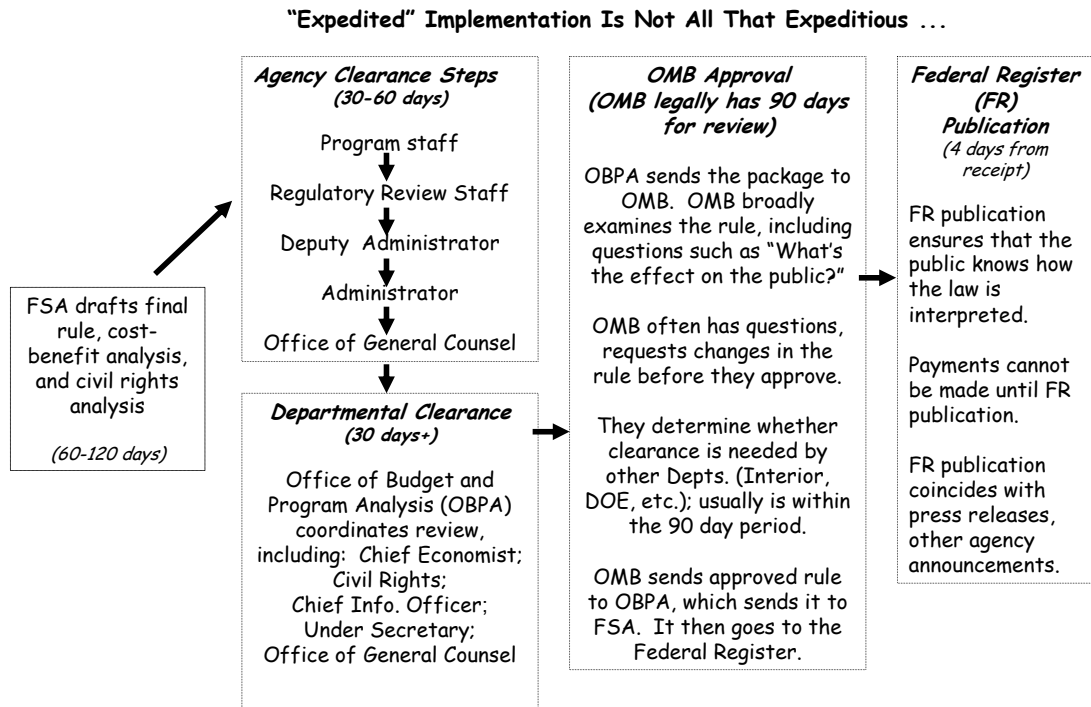 “Expedited” Implementation Is Not All That Expeditious ...
FSA drafts final
rule, cost-
benefit analysis,
and civil rights
analysis
(60-120 days)
Agency Clearance Steps
(30-60 days)
Program staff
Regulatory Review Staff
Deputy Administrator
Administrator
Office of General Counsel
Departmental Clearance
(30 days+)
Office of Budget and
Program Analysis (OBPA)
coordinates review,
including: Chief Economist;
Civil Rights;
Chief Info. Officer;
Under Secretary;
Office of General Counsel
OMB Approval
(OMB legally has 90 days
for review)
OBPA sends the package to
OMB. OMB broadly
examines the rule, including
questions such as “What’s
the effect on the public?”
OMB often has questions,
requests changes in the
rule before they approve.
They determine whether
clearance is needed by
other Depts. (Interior,
DOE, etc.); usually is within
the 90 day period.
OMB sends approved rule
to OBPA, which sends it to
FSA. It then goes to the
Federal Register.
Federal Register
(FR)
Publication
(4 days from
receipt)
FR publication
ensures that the
public knows how
the law is
interpreted.
Payments cannot
be made until FR
publication.
FR publication
coincides with
press releases,
other agency
announcements.